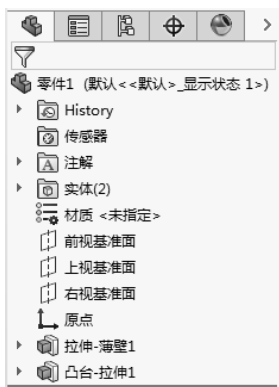 零件1 (默认<<默认>_显示状态 1>)
History
传感器
注解
实体(2)
材质 <未指定>
前视基准面
上视基准面
右视基准面
原点
拉伸-薄壁1
凸台-拉伸1